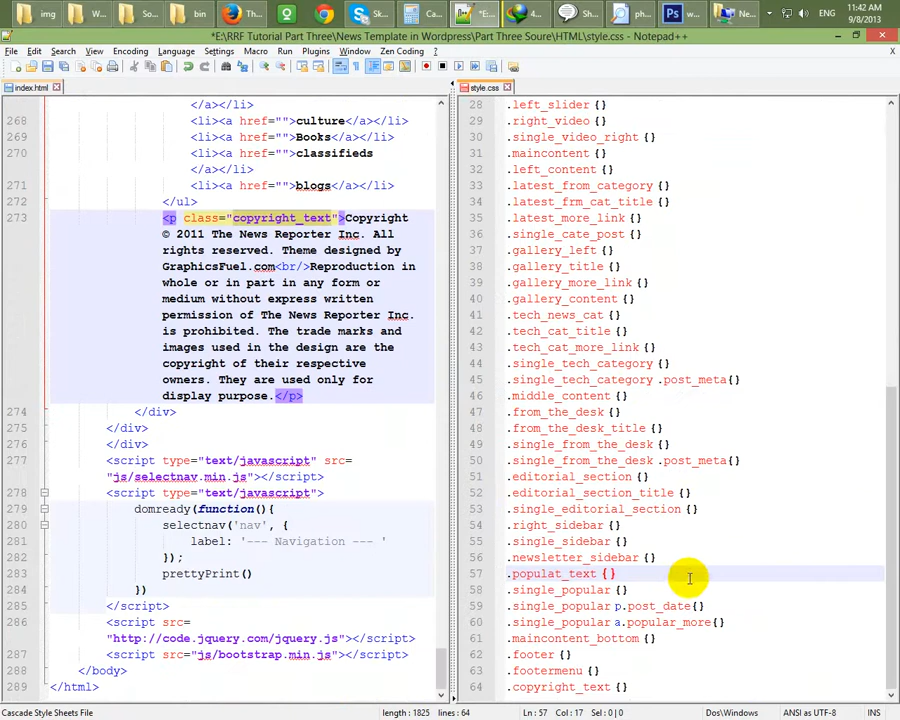 img
W...
So...
bin
Th...
Sk...
Ca...
*E...
4...
Sh...
ph...
w...
Ne...
ENG
11:42 AM
9/8/2013
*E:\RRF Tutorial Part Three\News Template in Wordpress\Part Three Soure\HTML\style.css - Notepad++
File Edit Search View Encoding Language Settings Macro Run Plugins Window Zen Coding ?
index.html
</a></li>
268 <li><a href="">culture</a></li>
269 <li><a href="">Books</a></li>
270 <li><a href="">classifieds
</a></li>
271 <li><a href="">blogs</a></li>
272 </ul>
273 <p class="copyright_text">Copyright
© 2011 The News Reporter Inc. All
rights reserved. Theme designed by
GraphicsFuel.com<br/>Reproduction in
whole or in part in any form or
medium without express written
permission of The News Reporter Inc.
is prohibited. The trade marks and
images used in the design are the
copyright of their respective
owners. They are used only for
display purpose.</p>
274 </div>
275 </div>
276 </div>
277 <script type="text/javascript" src=
"js/selectnav.min.js"></script>
278 <script type="text/javascript">
279 domready(function(){
280 selectnav('nav', {
281 label: '--- Navigation --- '
282 });
283 prettyPrint()
284 })
285 </script>
286 <script src=
"http://code.jquery.com/jquery.js"></script>
287 <script src="js/bootstrap.min.js"></script>
288 </body>
289 </html>
style.css
28 .left_slider {}
29 .right_video {}
30 .single_video_right {}
31 .maincontent {}
32 .left_content {}
33 .latest_from_category {}
34 .latest_frm_cat_title {}
35 .latest_more_link {}
36 .single_cate_post {}
37 .gallery_left {}
38 .gallery_title {}
39 .gallery_more_link {}
40 .gallery_content {}
41 .tech_news_cat {}
42 .tech_cat_title {}
43 .tech_cat_more_link {}
44 .single_tech_category {}
45 .single_tech_category .post_meta{}
46 .middle_content {}
47 .from_the_desk {}
48 .from_the_desk_title {}
49 .single_from_the_desk {}
50 .single_from_the_desk .post_meta{}
51 .editorial_section {}
52 .editorial_section_title {}
53 .single_editorial_section {}
54 .right_sidebar {}
55 .single_sidebar {}
56 .newsletter_sidebar {}
57 .populat_text {}
58 .single_popular {}
59 .single_popular p.post_date{}
60 .single_popular a.popular_more{}
61 .maincontent_bottom {}
62 .footer {}
63 .footermenu {}
64 .copyright_text {}
Cascade Style Sheets File
length : 1825 lines : 64
Ln : 57 Col : 17 Sel : 0 | 0
Dos\Windows
ANSI as UTF-8
INS